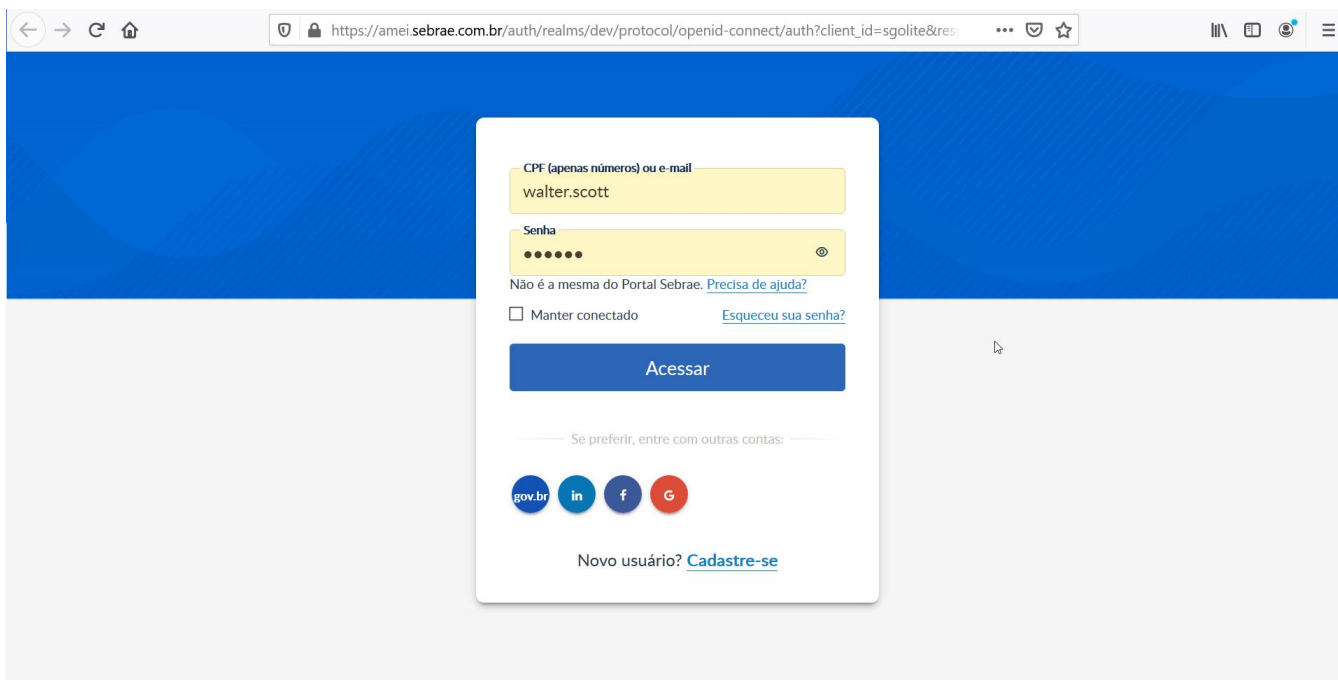 https://amei.sebrae.com.br/auth/realms/dev/protocol/openid-connect/auth?client_id=sgolite&res
CPF (apenas números) ou e-mail
walter.scott
Senha
●●●●●●
Não é a mesma do Portal Sebrae. Precisa de ajuda?
Manter conectado Esqueceu sua senha?
Acessar
Se preferir, entre com outras contas:
gov.br in f G
Novo usuário? Cadastre-se